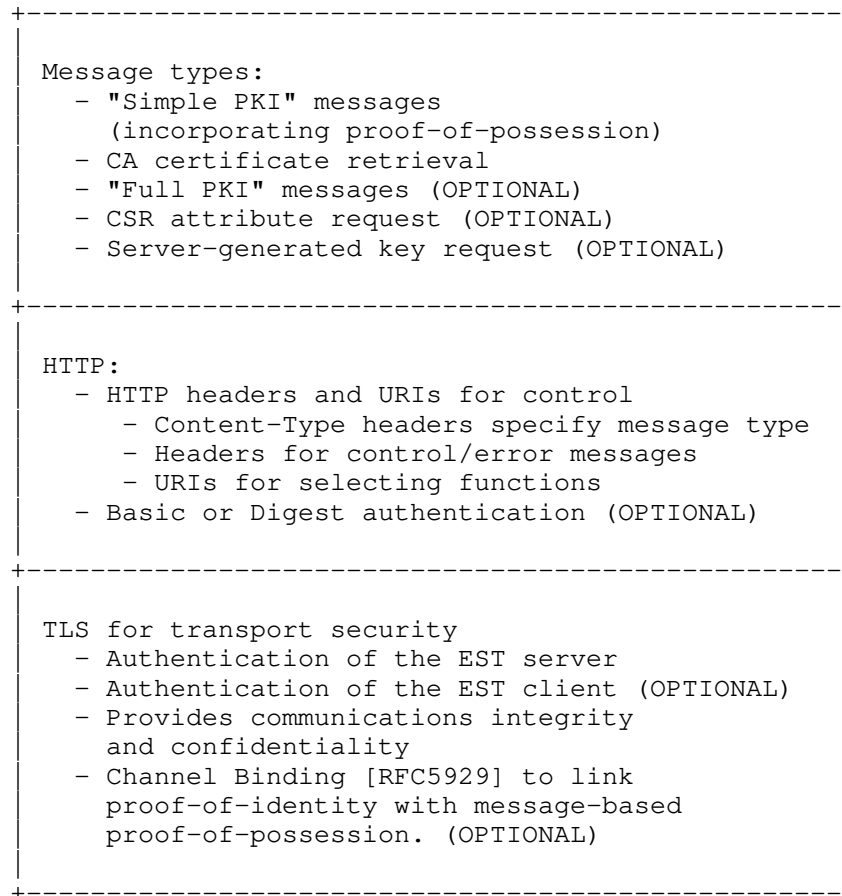 Message types:
- "Simple PKI" messages
(incorporating proof-of-possession)
- CA certificate retrieval
- "Full PKI" messages (OPTIONAL)
- CSR attribute request (OPTIONAL)
- Server-generated key request (OPTIONAL)
HTTP:
- HTTP headers and URIs for control
- Content-Type headers specify message type
- Headers for control/error messages
- URIs for selecting functions
- Basic or Digest authentication (OPTIONAL)
TLS for transport security
- Authentication of the EST server
- Authentication of the EST client (OPTIONAL)
- Provides communications integrity
and confidentiality
- Channel Binding [RFC5929] to link
proof-of-identity with message-based
proof-of-possession. (OPTIONAL)